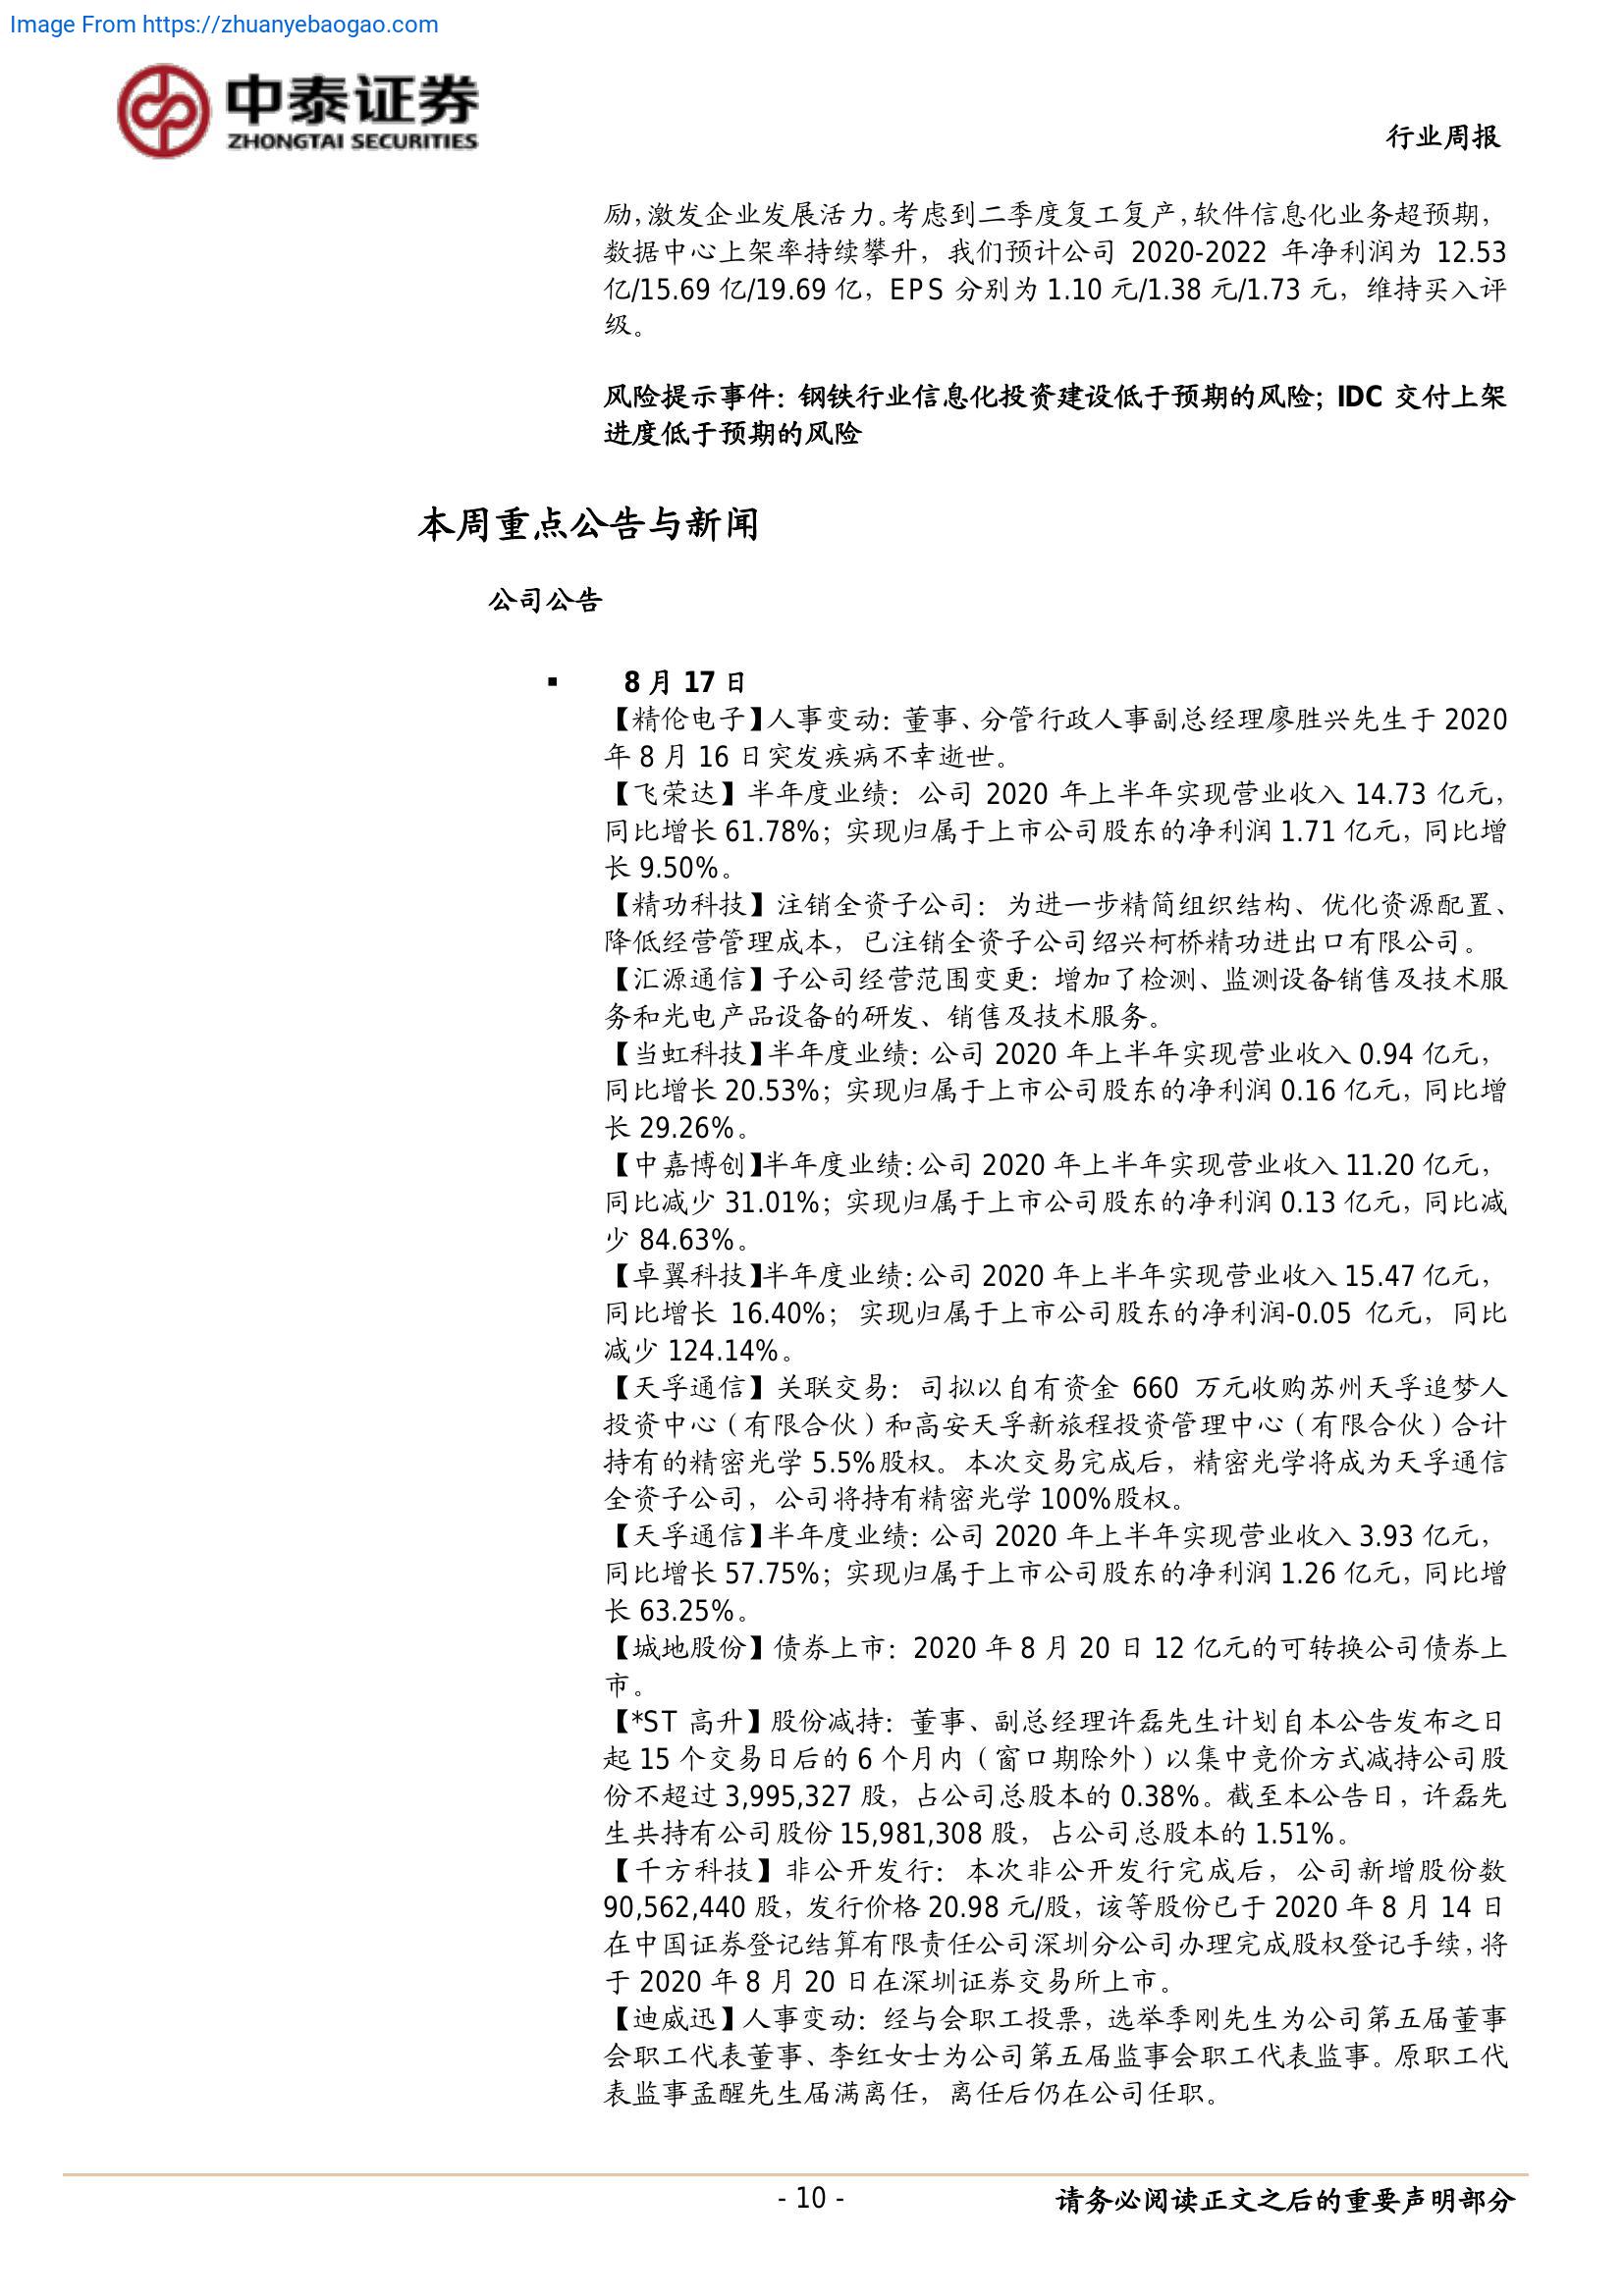 Image From https://zhuanyebaogao.com
中泰证券
ZHONGTAI SECURITIES
行业周报
励，激发企业发展活力。考虑到二季度复工复产，软件信息化业务超预期，
数据中心上架率持续攀升，我们预计公司 2020-2022 年净利润为 12.53
亿/15.69 亿/19.69 亿，EPS 分别为 1.10 元/1.38 元/1.73 元，维持买入评
级。
风险提示事件：钢铁行业信息化投资建设低于预期的风险；IDC 交付上架
进度低于预期的风险
本周重点公告与新闻
公司公告
▪ 8 月 17 日
【精伦电子】人事变动：董事、分管行政人事副总经理廖胜兴先生于 2020
年 8 月 16 日突发疾病不幸逝世。
【飞荣达】半年度业绩：公司 2020 年上半年实现营业收入 14.73 亿元，
同比增长 61.78%；实现归属于上市公司股东的净利润 1.71 亿元，同比增
长 9.50%。
【精功科技】注销全资子公司：为进一步精简组织结构、优化资源配置、
降低经营管理成本，已注销全资子公司绍兴柯桥精功进出口有限公司。
【汇源通信】子公司经营范围变更：增加了检测、监测设备销售及技术服
务和光电产品设备的研发、销售及技术服务。
【当虹科技】半年度业绩：公司 2020 年上半年实现营业收入 0.94 亿元，
同比增长 20.53%；实现归属于上市公司股东的净利润 0.16 亿元，同比增
长 29.26%。
【中嘉博创】半年度业绩：公司 2020 年上半年实现营业收入 11.20 亿元，
同比减少 31.01%；实现归属于上市公司股东的净利润 0.13 亿元，同比减
少 84.63%。
【卓翼科技】半年度业绩：公司 2020 年上半年实现营业收入 15.47 亿元，
同比增长 16.40%；实现归属于上市公司股东的净利润-0.05 亿元，同比
减少 124.14%。
【天孚通信】关联交易：司拟以自有资金 660 万元收购苏州天孚追梦人
投资中心（有限合伙）和高安天孚新旅程投资管理中心（有限合伙）合计
持有的精密光学 5.5%股权。本次交易完成后，精密光学将成为天孚通信
全资子公司，公司将持有精密光学 100%股权。
【天孚通信】半年度业绩：公司 2020 年上半年实现营业收入 3.93 亿元，
同比增长 57.75%；实现归属于上市公司股东的净利润 1.26 亿元，同比增
长 63.25%。
【城地股份】债券上市：2020 年 8 月 20 日 12 亿元的可转换公司债券上
市。
【*ST 高升】股份减持：董事、副总经理许磊先生计划自本公告发布之日
起 15 个交易日后的 6 个月内（窗口期除外）以集中竞价方式减持公司股
份不超过 3,995,327 股，占公司总股本的 0.38%。截至本公告日，许磊先
生共持有公司股份 15,981,308 股，占公司总股本的 1.51%。
【千方科技】非公开发行：本次非公开发行完成后，公司新增股份数
90,562,440 股，发行价格 20.98 元/股，该等股份已于 2020 年 8 月 14 日
在中国证券登记结算有限责任公司深圳分公司办理完成股权登记手续，将
于 2020 年 8 月 20 日在深圳证券交易所上市。
【迪威迅】人事变动：经与会职工投票，选举季刚先生为公司第五届董事
会职工代表董事、李红女士为公司第五届监事会职工代表监事。原职工代
表监事孟醒先生届满离任，离任后仍在公司任职。
- 10 -
请务必阅读正文之后的重要声明部分